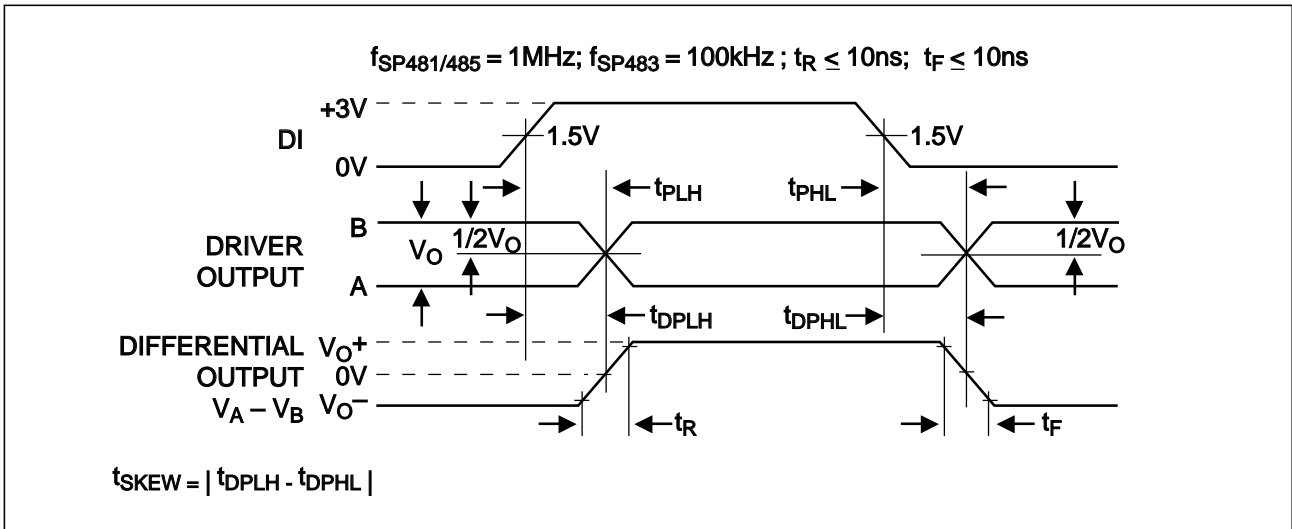 fSP481/485 = 1MHz; fSP483 = 100kHz ; tR ≤ 10ns; tF ≤ 10ns
+3V
DI
1.5V
1.5V
0V
tPLH
tPHL
B
DRIVER
OUTPUT
VO
1/2VO
1/2VO
A
tDPLH
tDPHL
DIFFERENTIAL
OUTPUT
VA – VB
VO+
0V
VO–
tR
tF
tSKEW = | tDPLH - tDPHL |